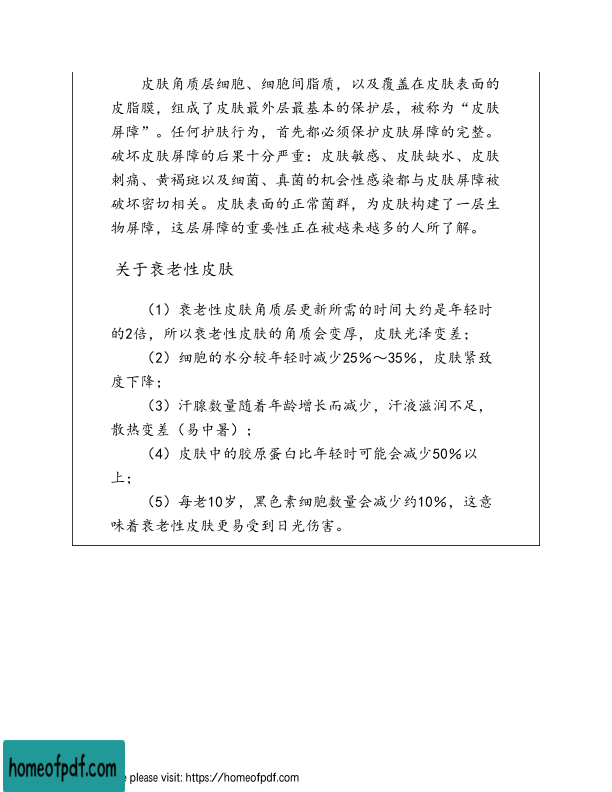 皮肤角质层细胞、细胞间脂质，以及覆盖在皮肤表面的
皮脂膜，组成了皮肤最外层最基本的保护层，被称为“皮肤
屏障”。任何护肤行为，首先都必须保护皮肤屏障的完整。
破坏皮肤屏障的后果十分严重：皮肤敏感、皮肤缺水、皮肤
刺痛、黄褐斑以及细菌、真菌的机会性感染都与皮肤屏障被
破坏密切相关。皮肤表面的正常菌群，为皮肤构建了一层生
物屏障，这层屏障的重要性正在被越来越多的人所了解。
关于衰老性皮肤
（1）衰老性皮肤角质层更新所需的时间大约是年轻时
的2倍，所以衰老性皮肤的角质会变厚，皮肤光泽变差；
（2）细胞的水分较年轻时减少25%～35%，皮肤紧致
度下降；
（3）汗腺数量随着年龄增长而减少，汗液滋润不足，
散热变差（易中暑）；
（4）皮肤中的胶原蛋白比年轻时可能会减少50%以
上；
（5）每老10岁，黑色素细胞数量会减少约10%，这意
味着衰老性皮肤更易受到日光伤害。
homeofpdf.com
please visit: https://homeofpdf.com